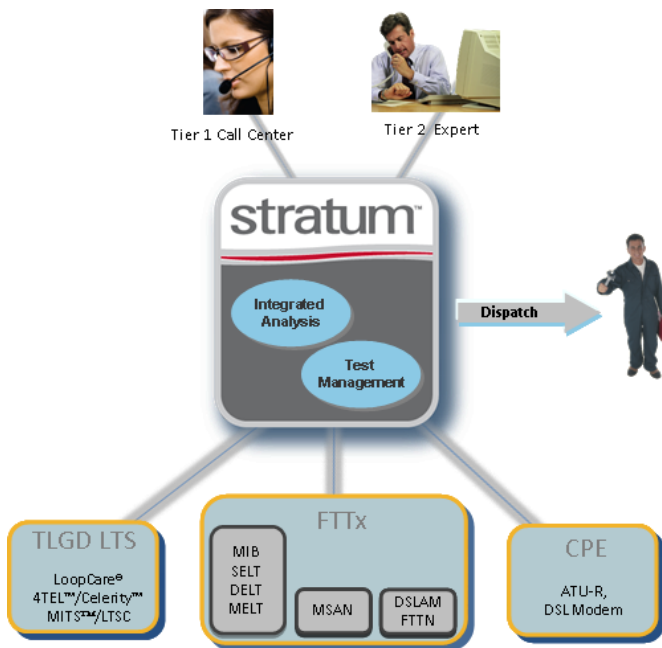 Tier 1 Call Center
Tier 2 Expert
stratum™
Integrated
Analysis
Test
Management
Dispatch
TLGD LTS
LoopCare®
4TEL™/Celerity™
MITS℠™/LTSC
FTTx
MIB
SELT
DELT
MELT
MSAN
DSLAM
FTTN
CPE
ATU-R,
DSL Modem